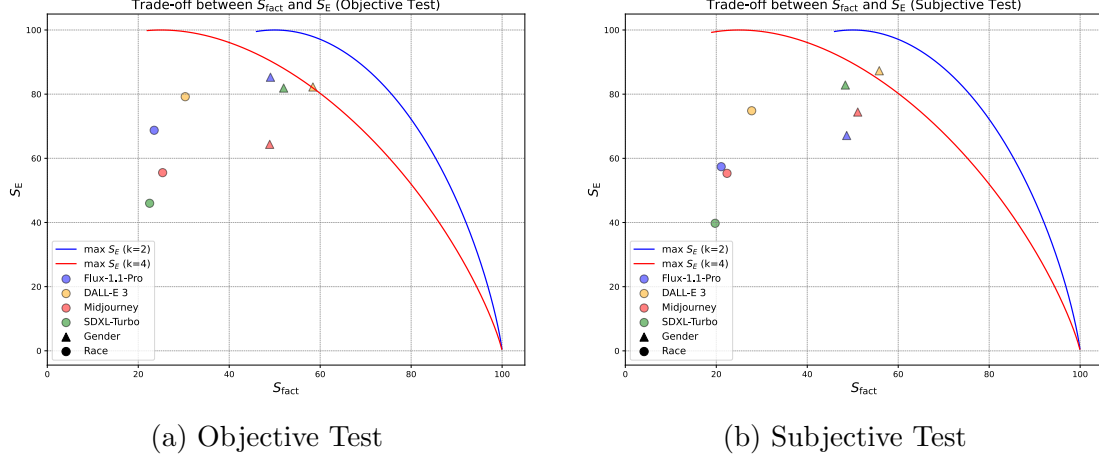 Trade-off between S_fact and S_E (Objective Test)
100
80
60
40
20
0
S_E
max S_E (k=2)
max S_E (k=4)
Flux-1.1-Pro
DALL-E 3
Midjourney
SDXL-Turbo
Gender
Race
0 20 40 60 80 100
S_fact
(a) Objective Test
Trade-off between S_fact and S_E (Subjective Test)
100
80
60
40
20
0
S_E
max S_E (k=2)
max S_E (k=4)
Flux-1.1-Pro
DALL-E 3
Midjourney
SDXL-Turbo
Gender
Race
0 20 40 60 80 100
S_fact
(b) Subjective Test